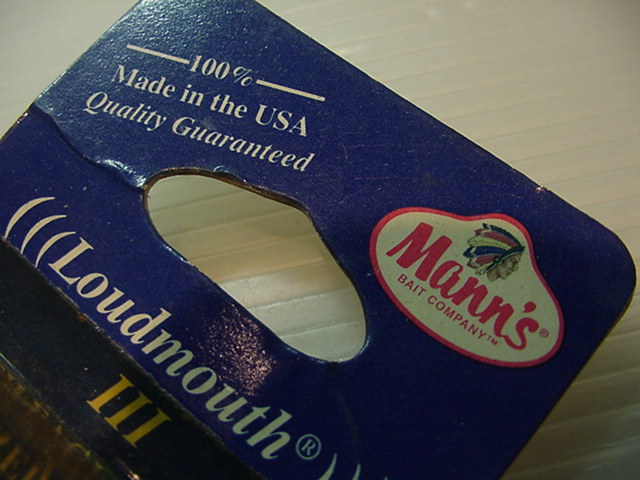 100%
Made in the USA
Quality Guaranteed
Mann's®
BAIT COMPANY™
(((Loudmouth®))
III